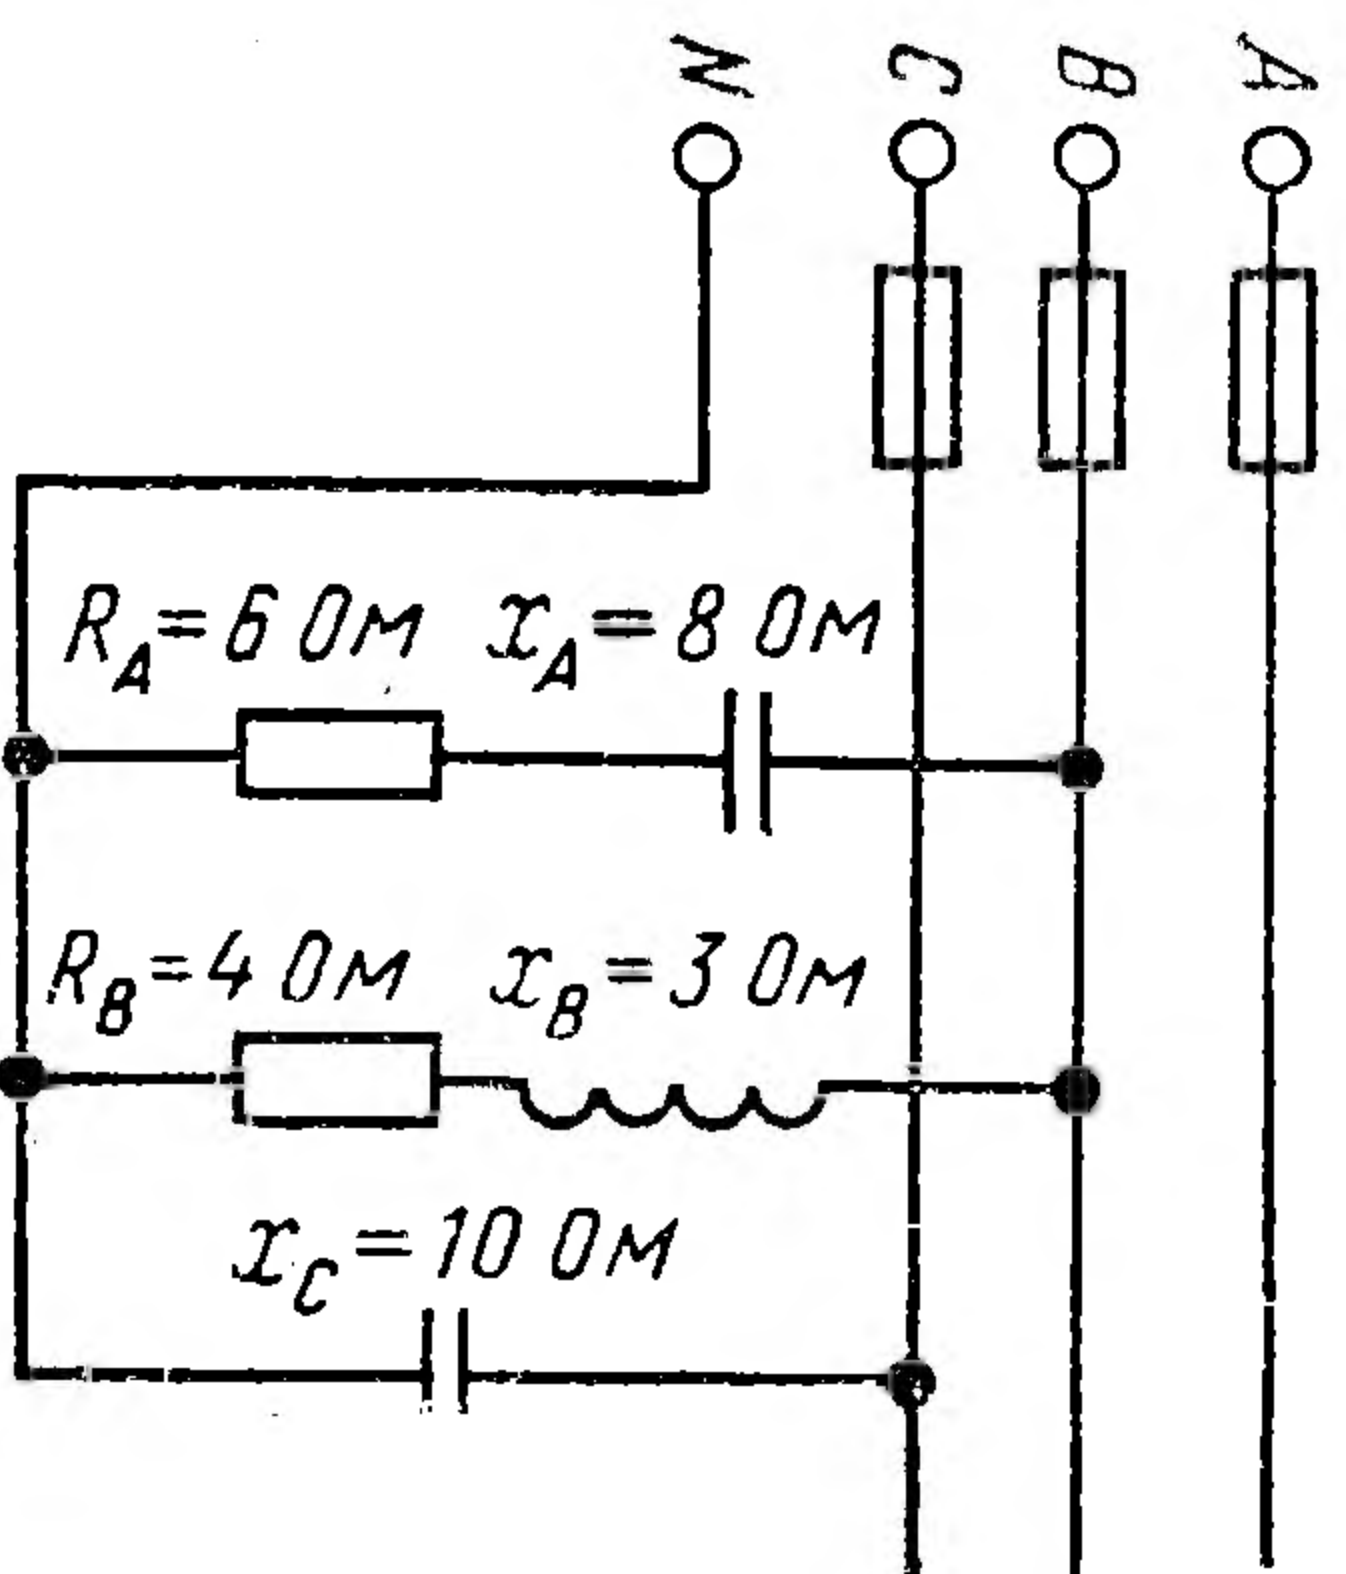 N C B A
R_A = 6 Ом x_A = 8 Ом
R_B = 4 Ом x_B = 3 Ом
x_C = 10 Ом